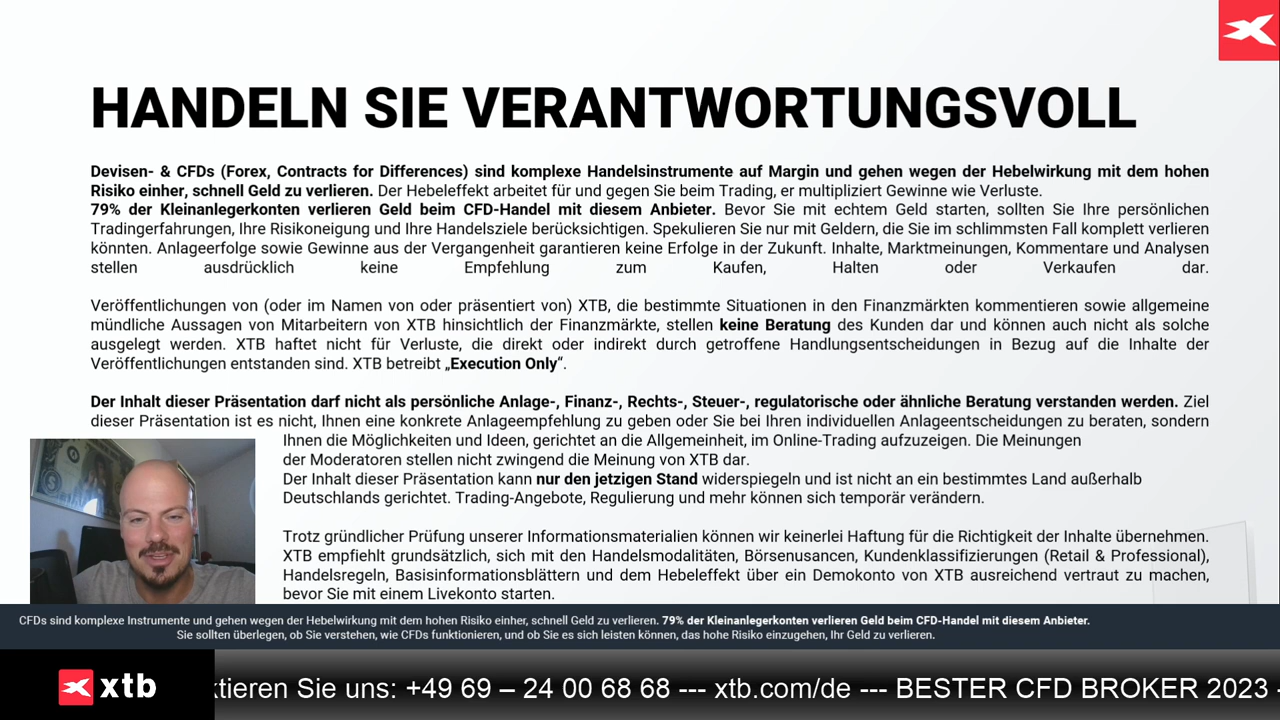 HANDELN SIE VERANTWORTUNGSVOLL
Devisen- & CFDs (Forex, Contracts for Differences) sind komplexe Handelsinstrumente auf Margin und gehen wegen der Hebelwirkung mit dem hohen
Risiko einher, schnell Geld zu verlieren. Der Hebeleffekt arbeitet für und gegen Sie beim Trading, er multipliziert Gewinne wie Verluste.
79% der Kleinanlegerkonten verlieren Geld beim CFD-Handel mit diesem Anbieter. Bevor Sie mit echtem Geld starten, sollten Sie Ihre persönlichen
Tradingerfahrungen, Ihre Risikoneigung und Ihre Handelsziele berücksichtigen. Spekulieren Sie nur mit Geldern, die Sie im schlimmsten Fall komplett verlieren
könnten. Anlageerfolge sowie Gewinne aus der Vergangenheit garantieren keine Erfolge in der Zukunft. Inhalte, Marktmeinungen, Kommentare und Analysen
stellen ausdrücklich keine Empfehlung zum Kaufen, Halten oder Verkaufen dar.
Veröffentlichungen von (oder im Namen von oder präsentiert von) XTB, die bestimmte Situationen in den Finanzmärkten kommentieren sowie allgemeine
mündliche Aussagen von Mitarbeitern von XTB hinsichtlich der Finanzmärkte, stellen keine Beratung des Kunden dar und können auch nicht als solche
ausgelegt werden. XTB haftet nicht für Verluste, die direkt oder indirekt durch getroffene Handlungsentscheidungen in Bezug auf die Inhalte der
Veröffentlichungen entstanden sind. XTB betreibt „Execution Only“.
Der Inhalt dieser Präsentation darf nicht als persönliche Anlage-, Finanz-, Rechts-, Steuer-, regulatorische oder ähnliche Beratung verstanden werden. Ziel
dieser Präsentation ist es nicht, Ihnen eine konkrete Anlageempfehlung zu geben oder Sie bei Ihren individuellen Anlageentscheidungen zu beraten, sondern
Ihnen die Möglichkeiten und Ideen, gerichtet an die Allgemeinheit, im Online-Trading aufzuzeigen. Die Meinungen
der Moderatoren stellen nicht zwingend die Meinung von XTB dar.
Der Inhalt dieser Präsentation kann nur den jetzigen Stand widerspiegeln und ist nicht an ein bestimmtes Land außerhalb
Deutschlands gerichtet. Trading-Angebote, Regulierung und mehr können sich temporär verändern.
Trotz gründlicher Prüfung unserer Informationsmaterialien können wir keinerlei Haftung für die Richtigkeit der Inhalte übernehmen.
XTB empfiehlt grundsätzlich, sich mit den Handelsmodalitäten, Börsenusancen, Kundenklassifizierungen (Retail & Professional),
Handelsregeln, Basisinformationsblättern und dem Hebeleffekt über ein Demokonto von XTB ausreichend vertraut zu machen,
bevor Sie mit einem Livekonto starten.
CFDs sind komplexe Instrumente und gehen wegen der Hebelwirkung mit dem hohen Risiko einher, schnell Geld zu verlieren. 79% der Kleinanlegerkonten verlieren Geld beim CFD-Handel mit diesem Anbieter.
Sie sollten überlegen, ob Sie verstehen, wie CFDs funktionieren, und ob Sie es sich leisten können, das hohe Risiko einzugehen, Ihr Geld zu verlieren.
xtb
ktieren Sie uns: +49 69 – 24 00 68 68 --- xtb.com/de --- BESTER CFD BROKER 2023 -